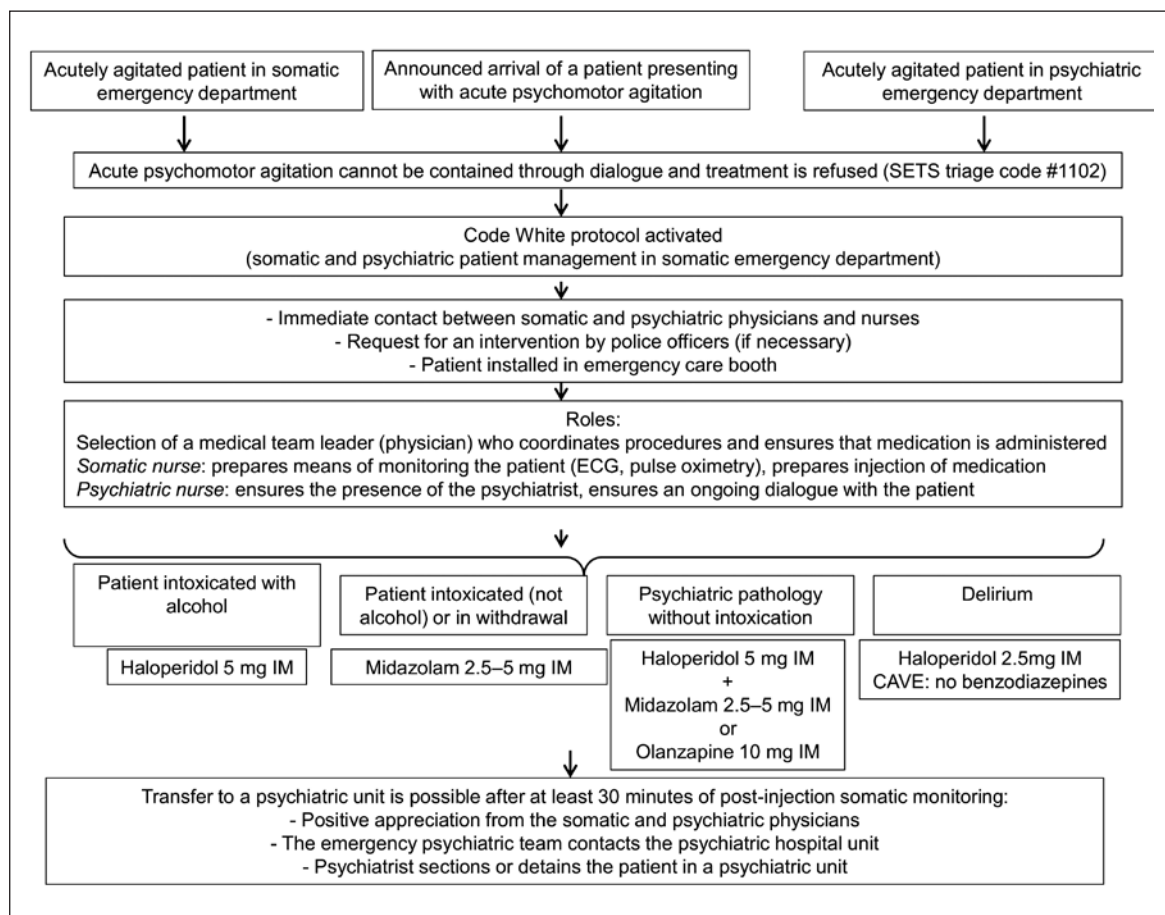 Acutely agitated patient in somatic
emergency department
Announced arrival of a patient presenting
with acute psychomotor agitation
Acutely agitated patient in psychiatric
emergency department
Acute psychomotor agitation cannot be contained through dialogue and treatment is refused (SETS triage code #1102)
Code White protocol activated
(somatic and psychiatric patient management in somatic emergency department)
- Immediate contact between somatic and psychiatric physicians and nurses
- Request for an intervention by police officers (if necessary)
- Patient installed in emergency care booth
Roles:
Selection of a medical team leader (physician) who coordinates procedures and ensures that medication is administered
Somatic nurse: prepares means of monitoring the patient (ECG, pulse oximetry), prepares injection of medication
Psychiatric nurse: ensures the presence of the psychiatrist, ensures an ongoing dialogue with the patient
Patient intoxicated with
alcohol
Haloperidol 5 mg IM
Patient intoxicated (not
alcohol) or in withdrawal
Midazolam 2.5–5 mg IM
Psychiatric pathology
without intoxication
Haloperidol 5 mg IM
+
Midazolam 2.5–5 mg IM
or
Olanzapine 10 mg IM
Delirium
Haloperidol 2.5mg IM
CAVE: no benzodiazepines
Transfer to a psychiatric unit is possible after at least 30 minutes of post-injection somatic monitoring:
- Positive appreciation from the somatic and psychiatric physicians
- The emergency psychiatric team contacts the psychiatric hospital unit
- Psychiatrist sections or detains the patient in a psychiatric unit